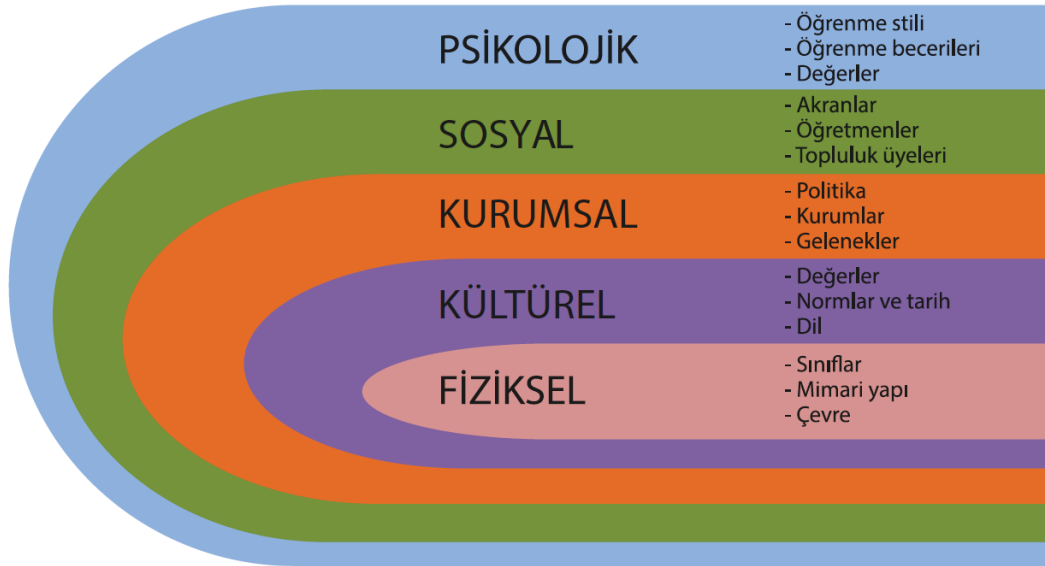 PSİKOLOJİK
- Öğrenme stili
- Öğrenme becerileri
- Değerler
SOSYAL
- Akranlar
- Öğretmenler
- Topluluk üyeleri
KURUMSAL
- Politika
- Kurumlar
- Gelenekler
KÜLTÜREL
- Değerler
- Normlar ve tarih
- Dil
FİZİKSEL
- Sınıflar
- Mimari yapı
- Çevre